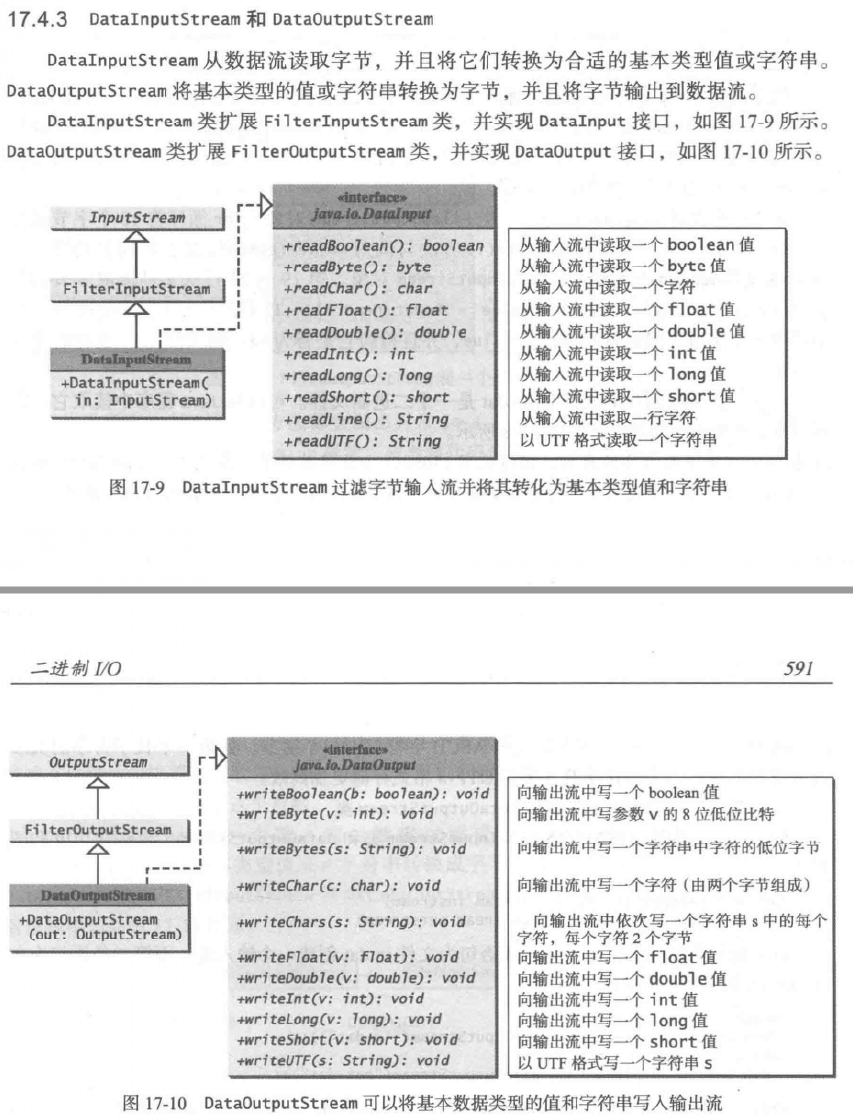 17.4.3 DataInputStream 和 DataOutputStream
DataInputStream 从数据流读取字节，并且将它们转换为合适的基本类型值或字符串。
DataOutputStream 将基本类型的值或字符串转换为字节，并且将字节输出到数据流。
DataInputStream 类扩展 FilterInputStream 类，并实现 DataInput 接口，如图 17-9 所示。
DataOutputStream 类扩展 FilterOutputStream 类，并实现 DataOutput 接口，如图 17-10 所示。
InputStream
FilterInputStream
DataInputStream
+DataInputStream(
in: InputStream)
«interface»
java.io.DataInput
+readBoolean(): boolean
+readByte(): byte
+readChar(): char
+readFloat(): float
+readDouble(): double
+readInt(): int
+readLong(): long
+readShort(): short
+readLine(): String
+readUTF(): String
从输入流中读取一个 boolean 值
从输入流中读取一个 byte 值
从输入流中读取一个字符
从输入流中读取一个 float 值
从输入流中读取一个 double 值
从输入流中读取一个 int 值
从输入流中读取一个 long 值
从输入流中读取一个 short 值
从输入流中读取一行字符
以 UTF 格式读取一个字符串
图 17-9 DataInputStream 过滤字节输入流并将其转化为基本类型值和字符串
二进制 I/O 591
OutputStream
FilterOutputStream
DataOutputStream
+DataOutputStream
(out: OutputStream)
«interface»
java.io.DataOutput
+writeBoolean(b: boolean): void
+writeByte(v: int): void
+writeBytes(s: String): void
+writeChar(c: char): void
+writeChars(s: String): void
+writeFloat(v: float): void
+writeDouble(v: double): void
+writeInt(v: int): void
+writeLong(v: long): void
+writeShort(v: short): void
+writeUTF(s: String): void
向输出流中写一个 boolean 值
向输出流中写参数 v 的 8 位低位比特
向输出流中写一个字符串中字符的低位字节
向输出流中写一个字符（由两个字节组成）
向输出流中依次写一个字符串 s 中的每个
字符，每个字符 2 个字节
向输出流中写一个 float 值
向输出流中写一个 double 值
向输出流中写一个 int 值
向输出流中写一个 long 值
向输出流中写一个 short 值
以 UTF 格式写一个字符串 s
图 17-10 DataOutputStream 可以将基本数据类型的值和字符串写入输出流